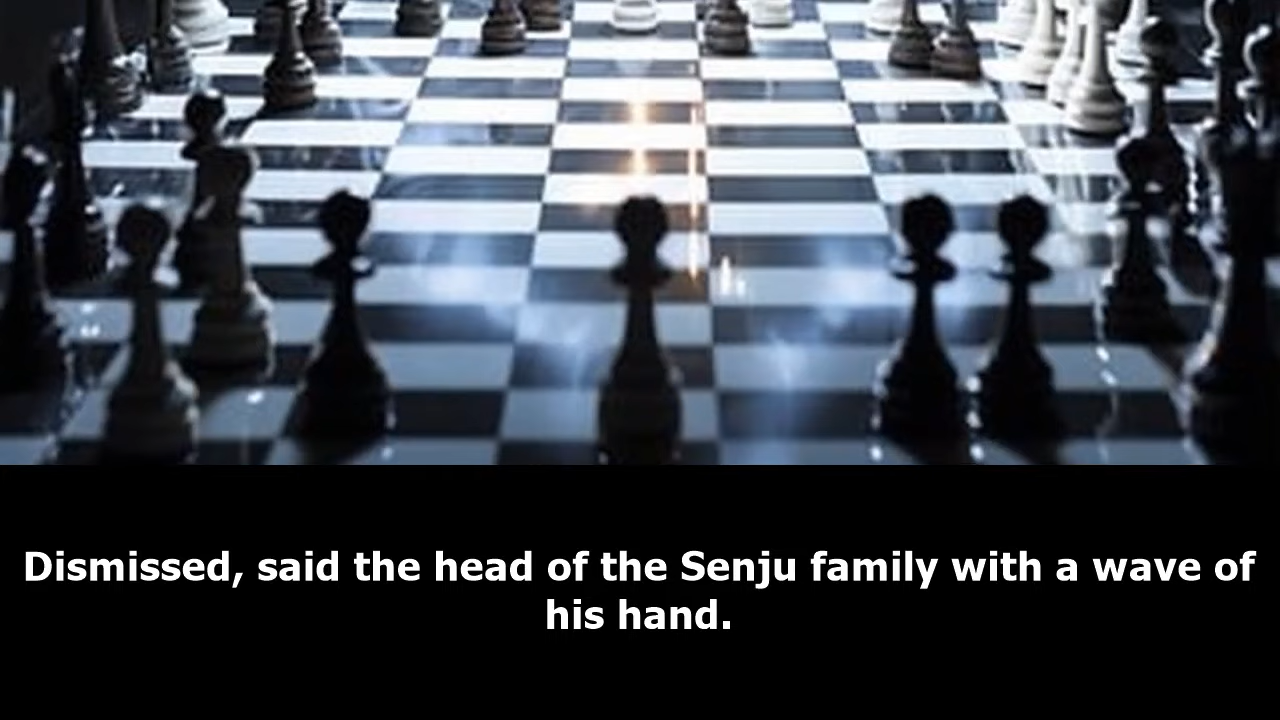 Dismissed, said the head of the Senju family with a wave of
his hand.